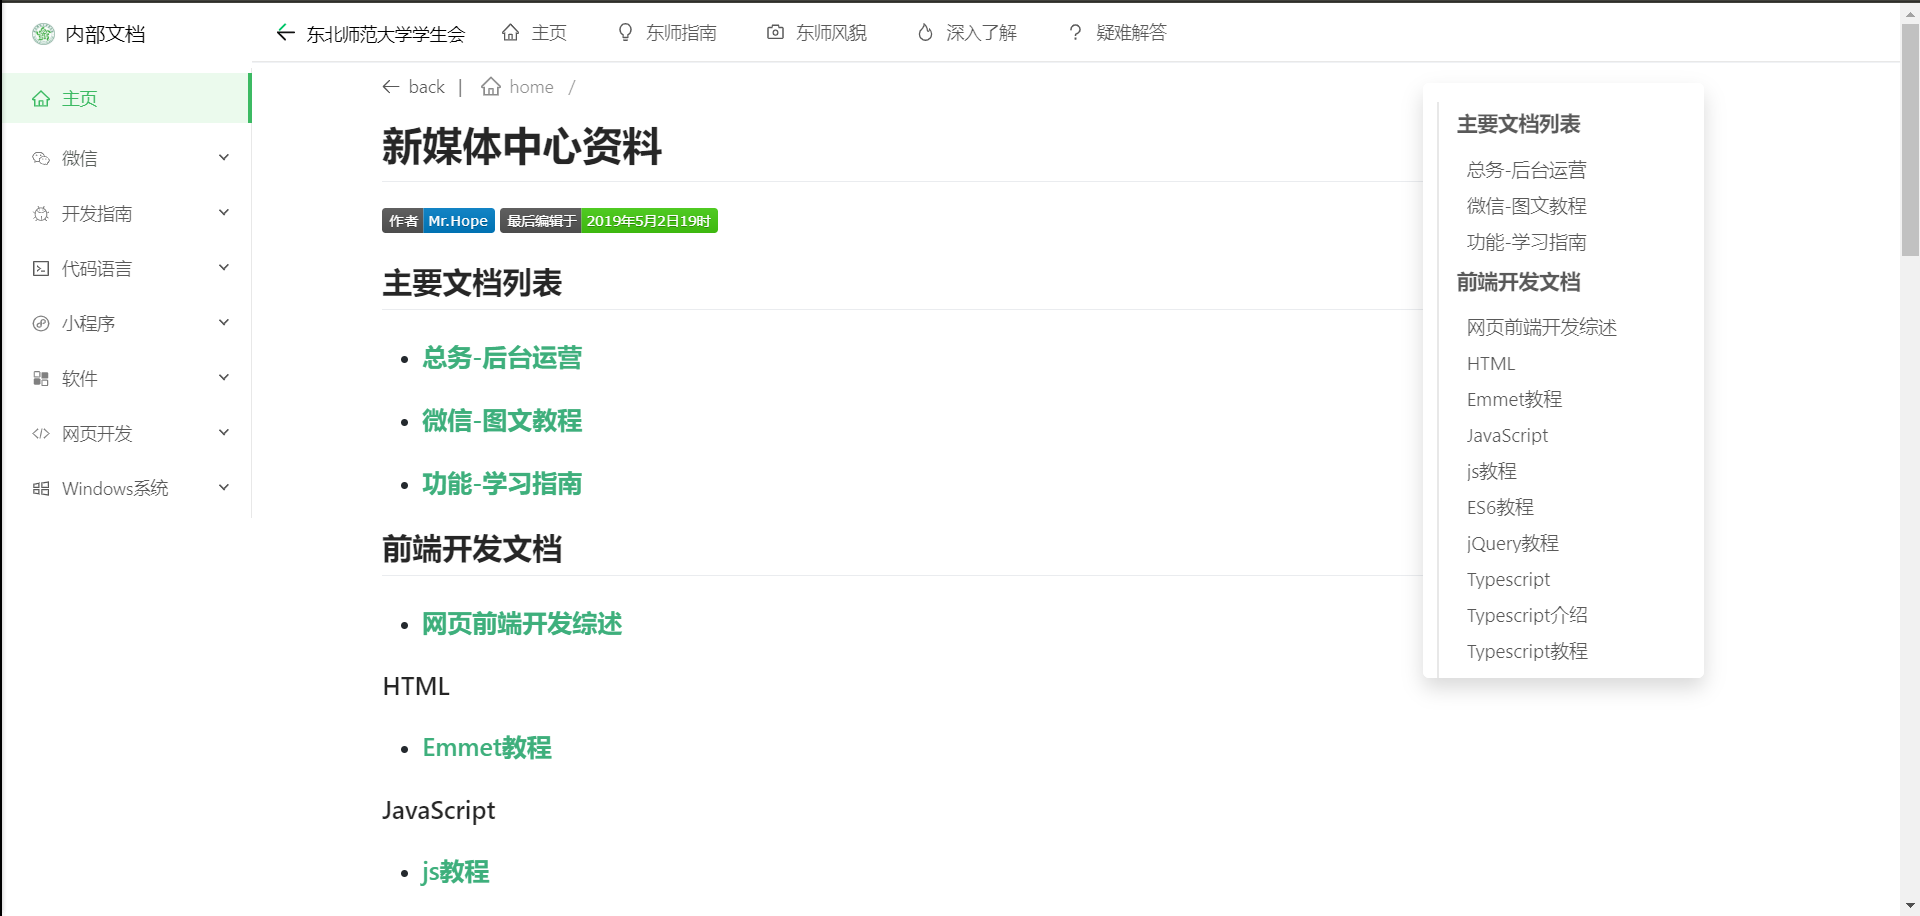 内部文档
东北师范大学学生会 主页 东师指南 东师风貌 深入了解 疑难解答
主页
微信
开发指南
代码语言
小程序
软件
网页开发
Windows系统
back | home /
新媒体中心资料
作者 Mr.Hope 最后编辑于 2019年5月2日19时
主要文档列表
总务-后台运营
微信-图文教程
功能-学习指南
前端开发文档
网页前端开发综述
HTML
Emmet教程
JavaScript
js教程
主要文档列表
总务-后台运营
微信-图文教程
功能-学习指南
前端开发文档
网页前端开发综述
HTML
Emmet教程
JavaScript
js教程
ES6教程
jQuery教程
Typescript
Typescript介绍
Typescript教程